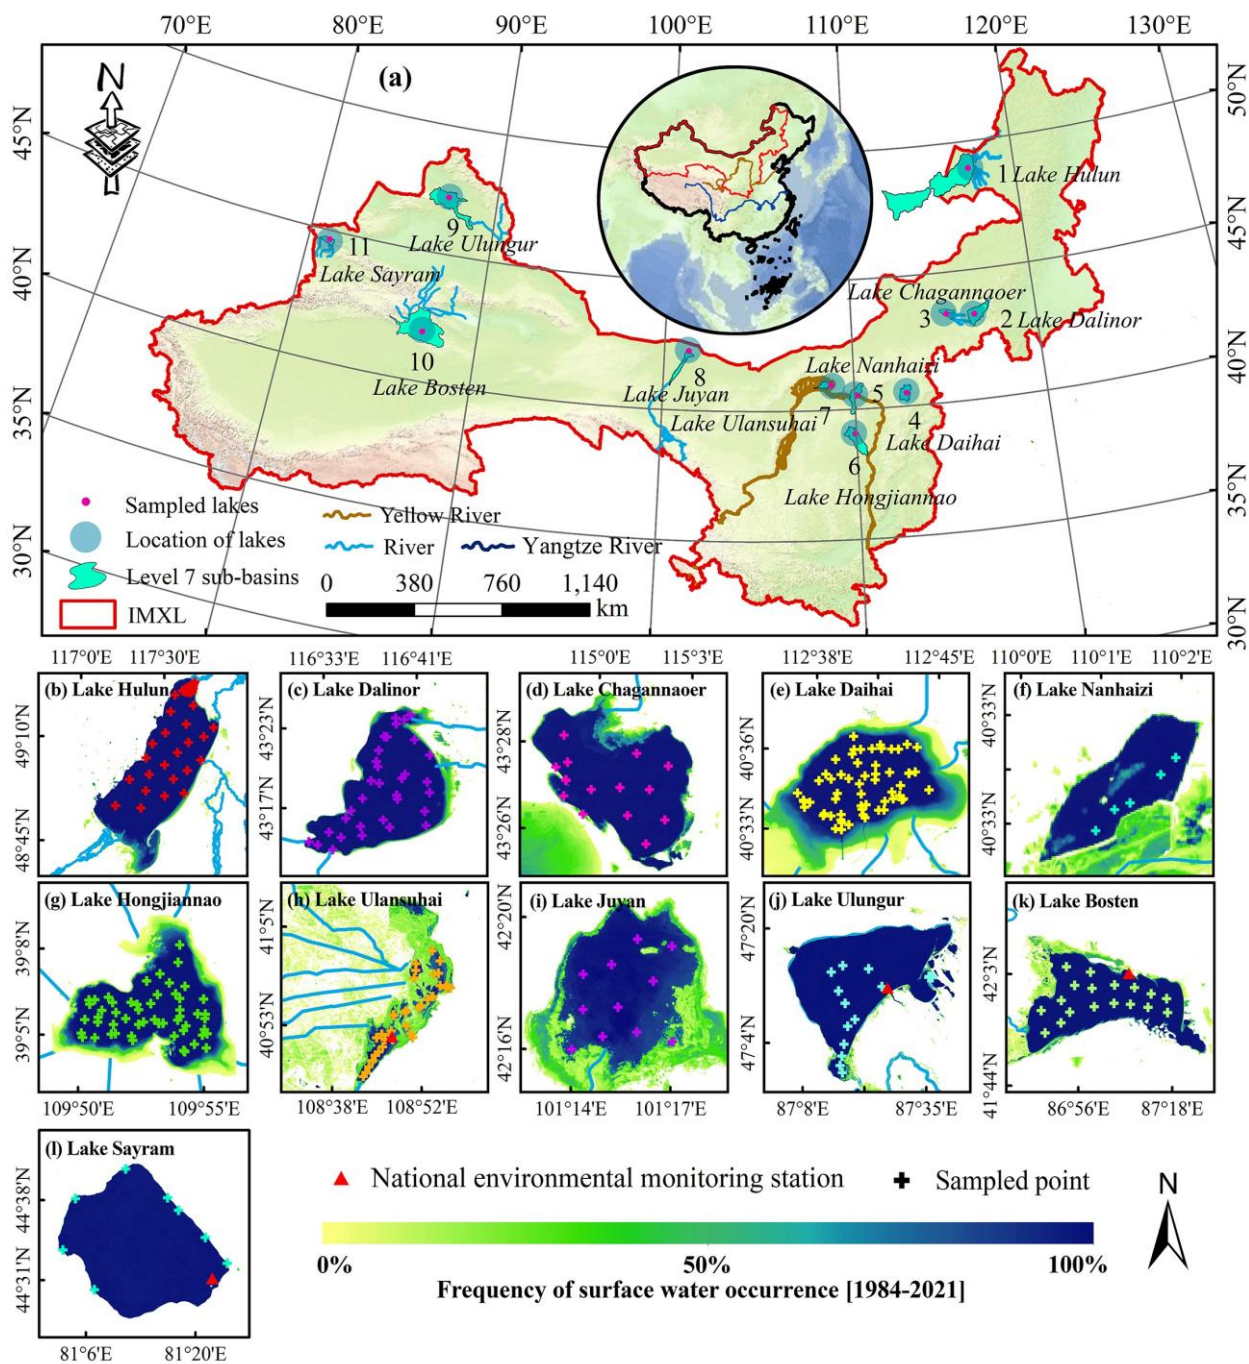 70°E 80°E 90°E 100°E 110°E 120°E 130°E
(a)
N
50°N
45°N
45°N
1 Lake Hulun
9
Lake Ulungur
11
Lake Sayram
40°N
Lake Chagannaoer
3
2 Lake Dalinor
10
Lake Bosten
8
Lake Juyan
Lake Nanhaizi
5
7
4
40°N
35°N
Lake Ulansuhai
Lake Daihai
6
Lake Hongjiannao
35°N
Sampled lakes
Yellow River
Location of lakes
River
Yangtze River
30°N
Level 7 sub-basins
0 380 760 1,140
km
IMXL
30°N
117°0'E 117°30'E
116°33'E 116°41'E
115°0'E 115°3'E
112°38'E 112°45'E
110°0'E 110°1'E 110°2'E
(b) Lake Hulun
49°10'N
48°45'N
(c) Lake Dalinor
43°23'N
43°17'N
(d) Lake Chagannaoer
43°28'N
43°26'N
(e) Lake Daihai
40°36'N
40°33'N
(f) Lake Nanhaizi
40°33'N
40°33'N
(g) Lake Hongjiannao
39°8'N
39°5'N
109°50'E 109°55'E
(h) Lake Ulansuhai
41°5'N
40°53'N
108°38'E 108°52'E
(i) Lake Juyan
42°20'N
42°16'N
101°14'E 101°17'E
(j) Lake Ulungur
47°20'N
47°4'N
87°8'E 87°35'E
(k) Lake Bosten
42°3'N
41°44'N
86°56'E 87°18'E
(l) Lake Sayram
44°38'N
44°31'N
81°6'E 81°20'E
National environmental monitoring station
Sampled point
N
0% 50% 100%
Frequency of surface water occurrence [1984-2021]